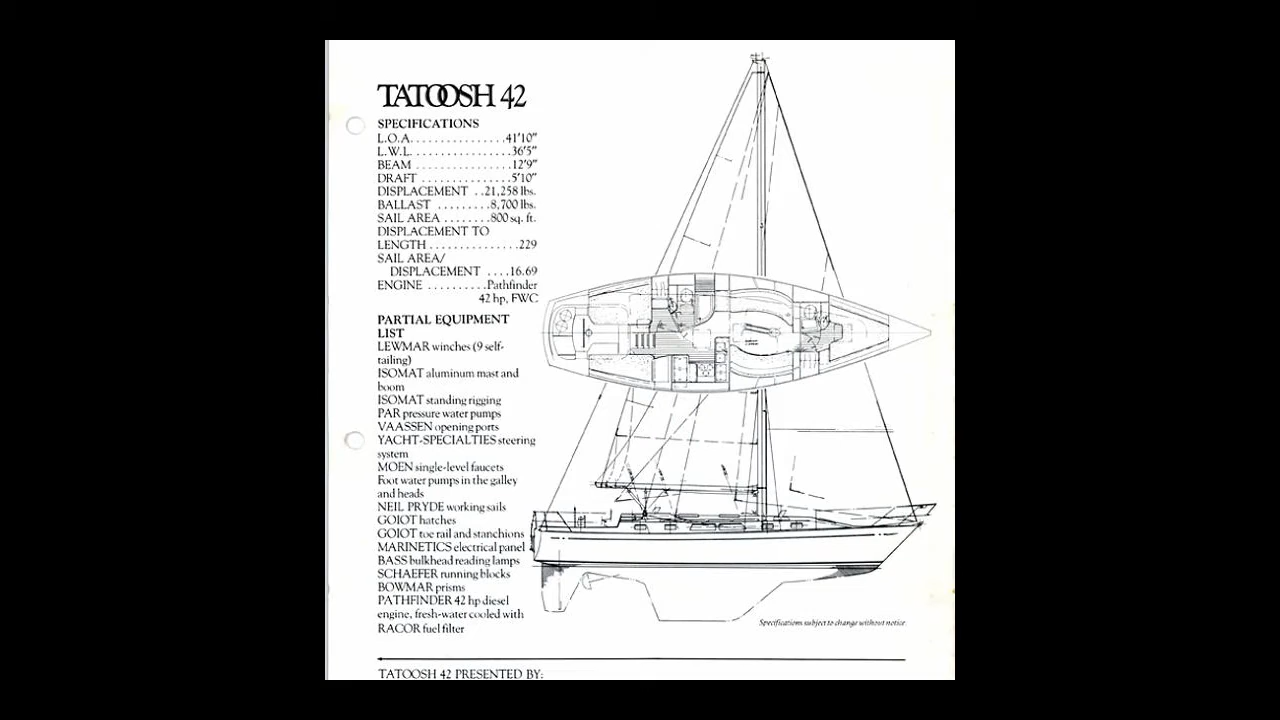 TATOOSH 42
SPECIFICATIONS
L.O.A. . . . . . . . . . . . . . . . 41'10"
L.W.L. . . . . . . . . . . . . . . . 36'5"
BEAM . . . . . . . . . . . . . . . . 12'9"
DRAFT . . . . . . . . . . . . . . . 5'10"
DISPLACEMENT . . 21,258 lbs.
BALLAST . . . . . . . . . 8,700 lbs.
SAIL AREA . . . . . . . . 800 sq. ft.
DISPLACEMENT TO
LENGTH . . . . . . . . . . . . . . . 229
SAIL AREA/
DISPLACEMENT . . . . 16.69
ENGINE . . . . . . . . . . Pathfinder
42 hp, FWC
PARTIAL EQUIPMENT
LIST
LEWMAR winches (9 self-
tailing)
ISOMAT aluminum mast and
boom
ISOMAT standing rigging
PAR pressure water pumps
VAASSEN opening ports
YACHT-SPECIALTIES steering
system
MOEN single-level faucets
Foot water pumps in the galley
and heads
NEIL PRYDE working sails
GOIOT hatches
GOIOT toe rail and stanchions
MARINETICS electrical panel
BASS bulkhead reading lamps
SCHAEFER running blocks
BOWMAR prisms
PATHFINDER 42 hp diesel
engine, fresh-water cooled with
RACOR fuel filter
Specifications subject to change without notice.
TATOOSH 42 PRESENTED BY: